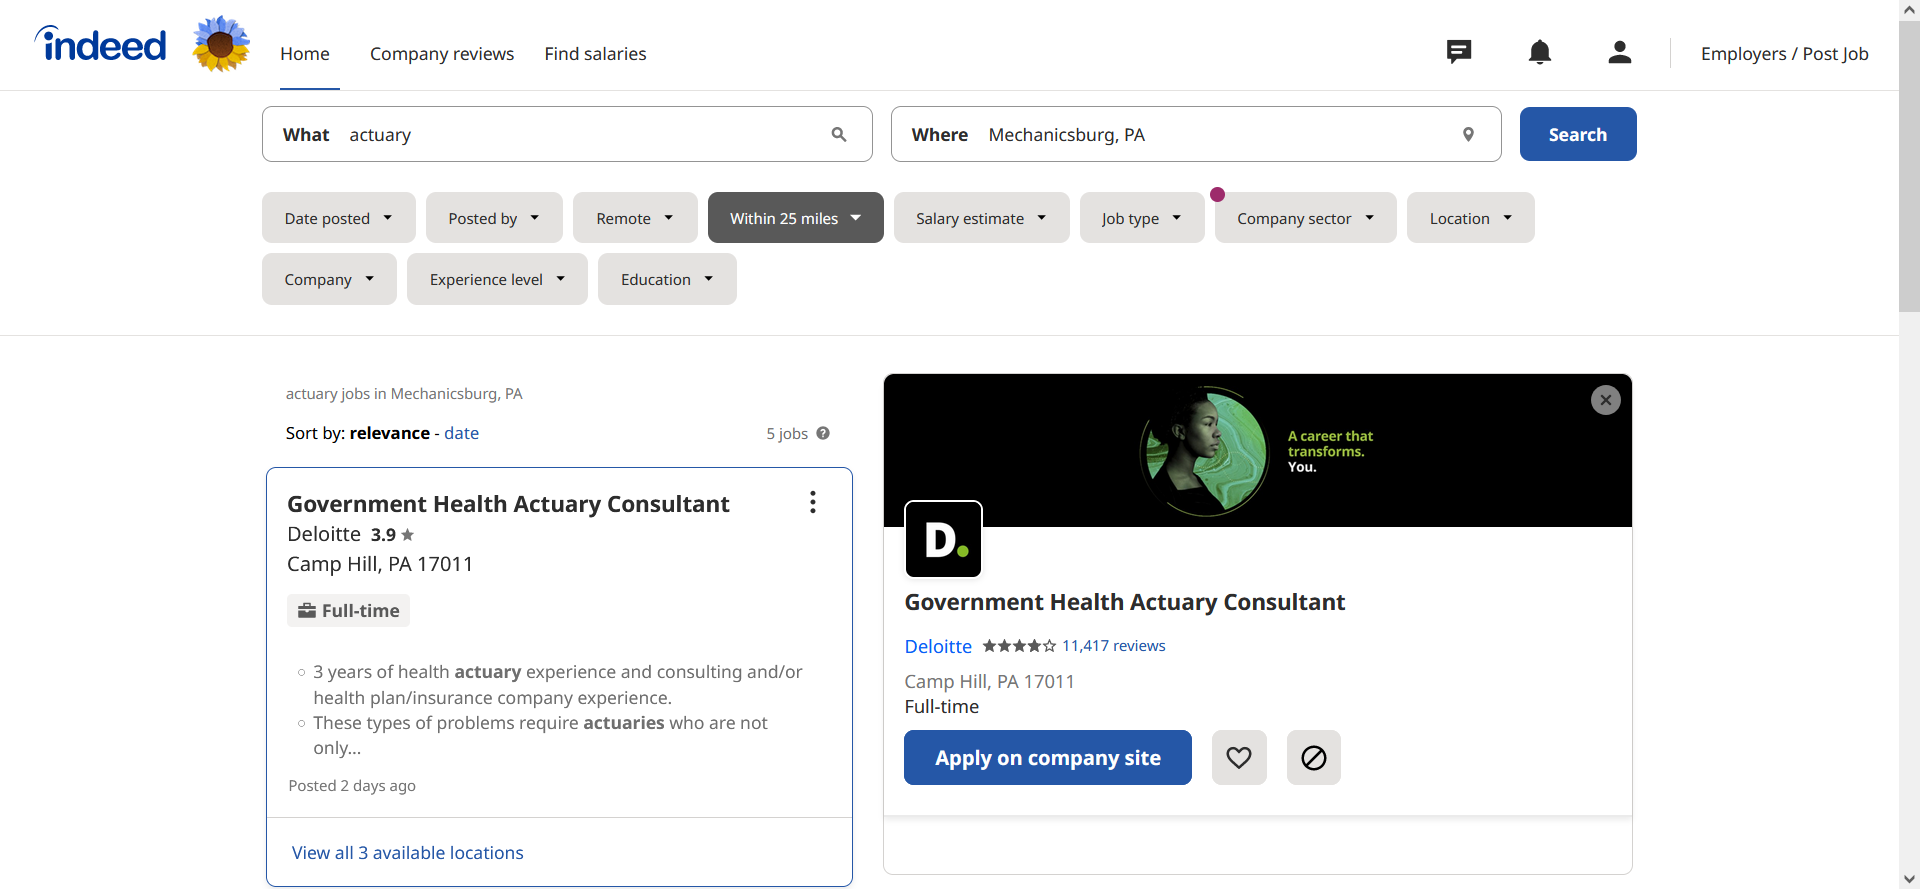 indeed
Home
Company reviews
Find salaries
Employers / Post Job
What actuary
Where Mechanicsburg, PA
Search
Date posted
Posted by
Remote
Within 25 miles
Salary estimate
Job type
Company sector
Location
Company
Experience level
Education
actuary jobs in Mechanicsburg, PA
Sort by: relevance - date
5 jobs ?
Government Health Actuary Consultant
Deloitte 3.9
Camp Hill, PA 17011
Full-time
3 years of health actuary experience and consulting and/or
health plan/insurance company experience.
These types of problems require actuaries who are not
only...
Posted 2 days ago
View all 3 available locations
A career that
transforms.
You.
D.
Government Health Actuary Consultant
Deloitte 11,417 reviews
Camp Hill, PA 17011
Full-time
Apply on company site